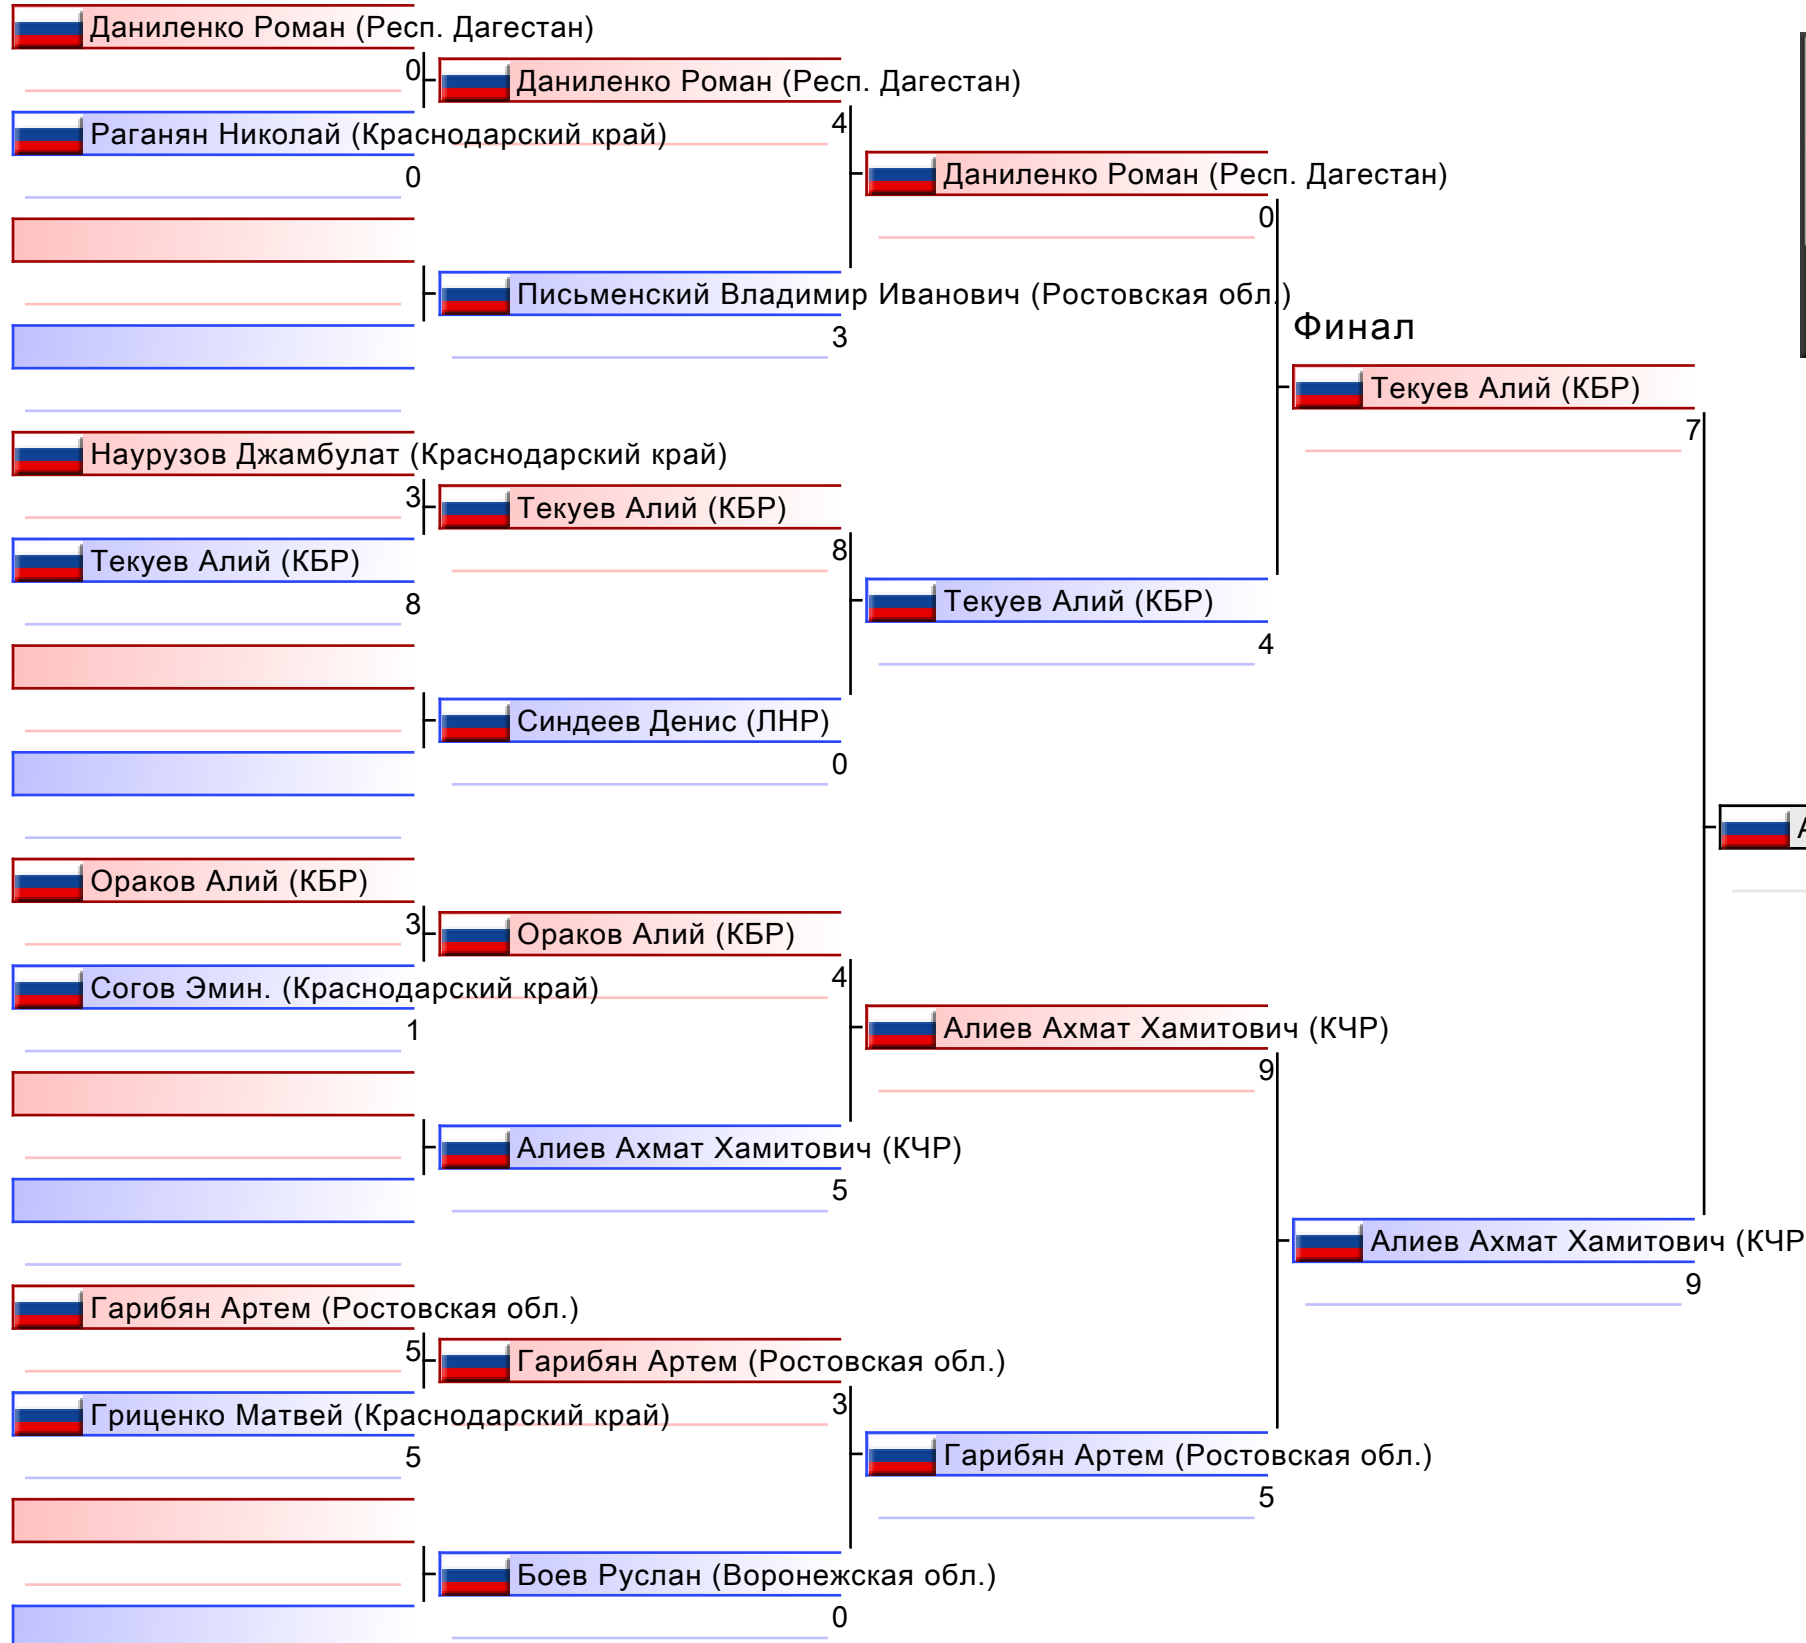 Даниленко Роман (Респ. Дагестан)
0
Раганян Николай (Краснодарский край)
0
Наурузов Джамбулат (Краснодарский край)
3
Текуев Алий (КБР)
8
Ораков Алий (КБР)
3
Согов Эмин. (Краснодарский край)
1
Гарибян Артем (Ростовская обл.)
5
Гриценко Матвей (Краснодарский край)
5
Даниленко Роман (Респ. Дагестан)
4
Письменский Владимир Иванович (Ростовская обл.)
3
Текуев Алий (КБР)
8
Синдеев Денис (ЛНР)
0
Ораков Алий (КБР)
4
Алиев Ахмат Хамитович (КЧР)
5
Гарибян Артем (Ростовская обл.)
3
Боев Руслан (Воронежская обл.)
0
Даниленко Роман (Респ. Дагестан)
0
Текуев Алий (КБР)
4
Алиев Ахмат Хамитович (КЧР)
9
Гарибян Артем (Ростовская обл.)
5
Финал
Текуев Алий (КБР)
7
Алиев Ахмат Хамитович (КЧР
9